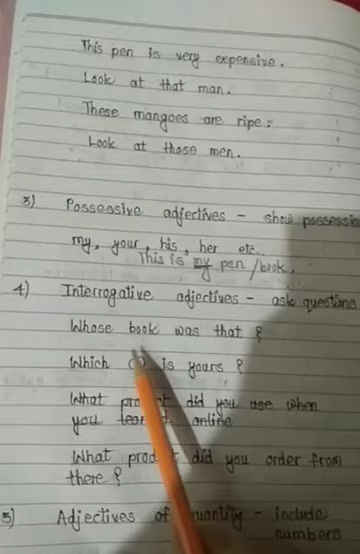 This pen is very expensive.
Look at that man.
These mangoes are ripe.
Look at those men.
3) Possessive adjectives - show possession
my, your, his, her etc.
This is my pen/book.
4) Interrogative adjectives - ask questions
Whose book was that ?
Which is yours ?
What did you use when
you online
What did you order from
there ?
5) Adjectives of quantity - include
numbers